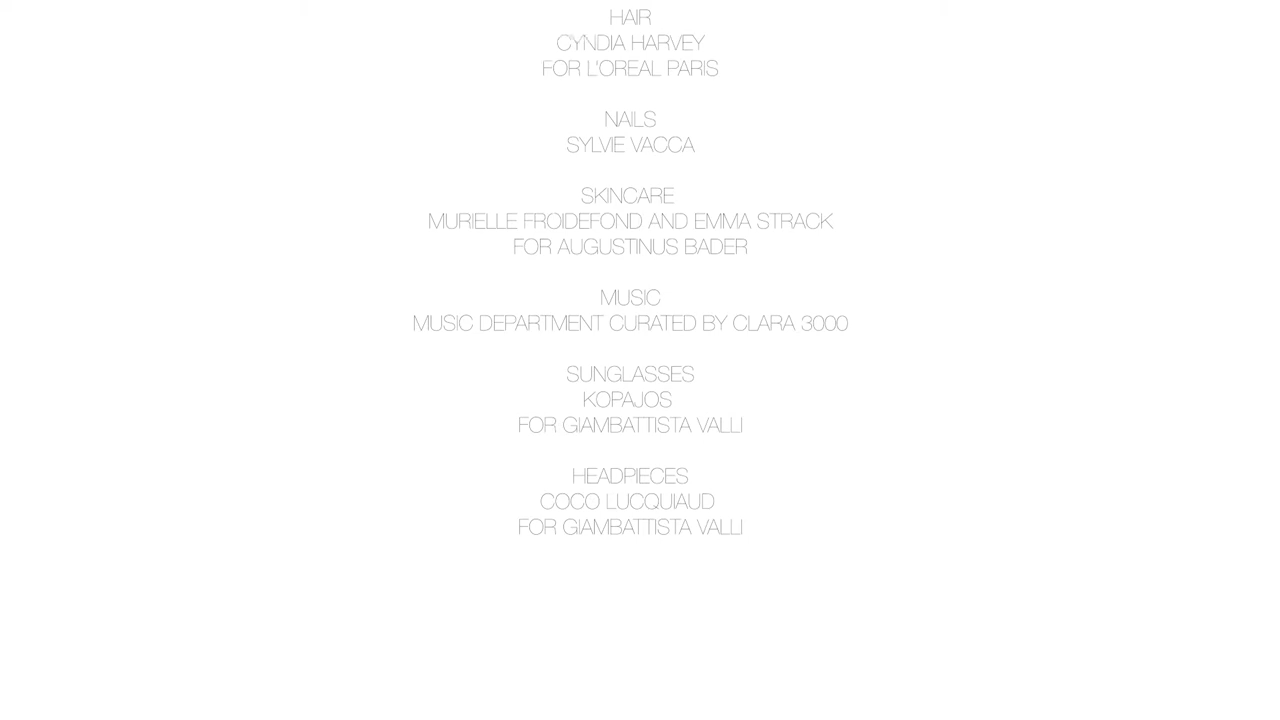 HAIR
CYNDIA HARVEY
FOR L'OREAL PARIS
NAILS
SYLVIE VACCA
SKINCARE
MURIELLE FROIDEFOND AND EMMA STRACK
FOR AUGUSTINUS BADER
MUSIC
MUSIC DEPARTMENT CURATED BY CLARA 3000
SUNGLASSES
KOPAJOS
FOR GIAMBATTISTA VALLI
HEADPIECES
COCO LUCQUIAUD
FOR GIAMBATTISTA VALLI